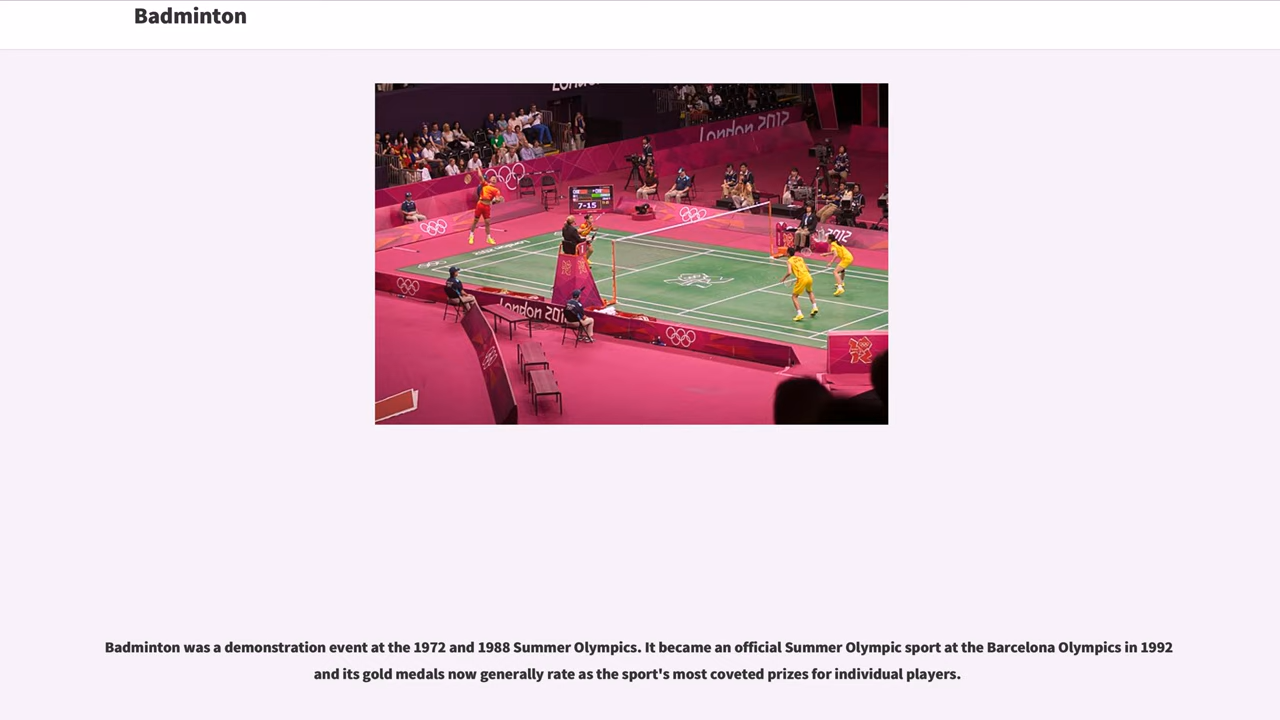 Badminton
London
London 2012
7-15
2012
London 201
Badminton was a demonstration event at the 1972 and 1988 Summer Olympics. It became an official Summer Olympic sport at the Barcelona Olympics in 1992
and its gold medals now generally rate as the sport's most coveted prizes for individual players.